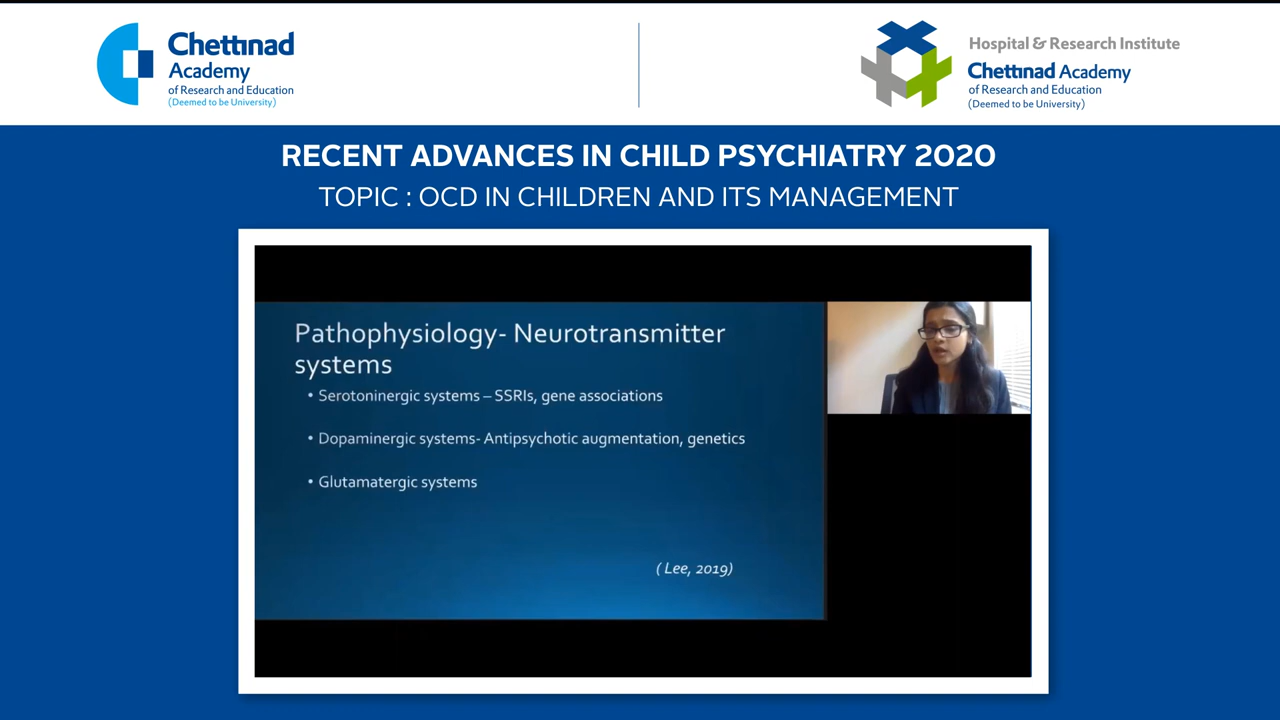 Chettinad
Academy
of Research and Education
(Deemed to be University)
Hospital & Research Institute
Chettinad Academy
of Research and Education
(Deemed to be University)
RECENT ADVANCES IN CHILD PSYCHIATRY 2020
TOPIC : OCD IN CHILDREN AND ITS MANAGEMENT
Pathophysiology- Neurotransmitter
systems
• Serotoninergic systems – SSRIs, gene associations
• Dopaminergic systems- Antipsychotic augmentation, genetics
• Glutamatergic systems
( Lee, 2019)